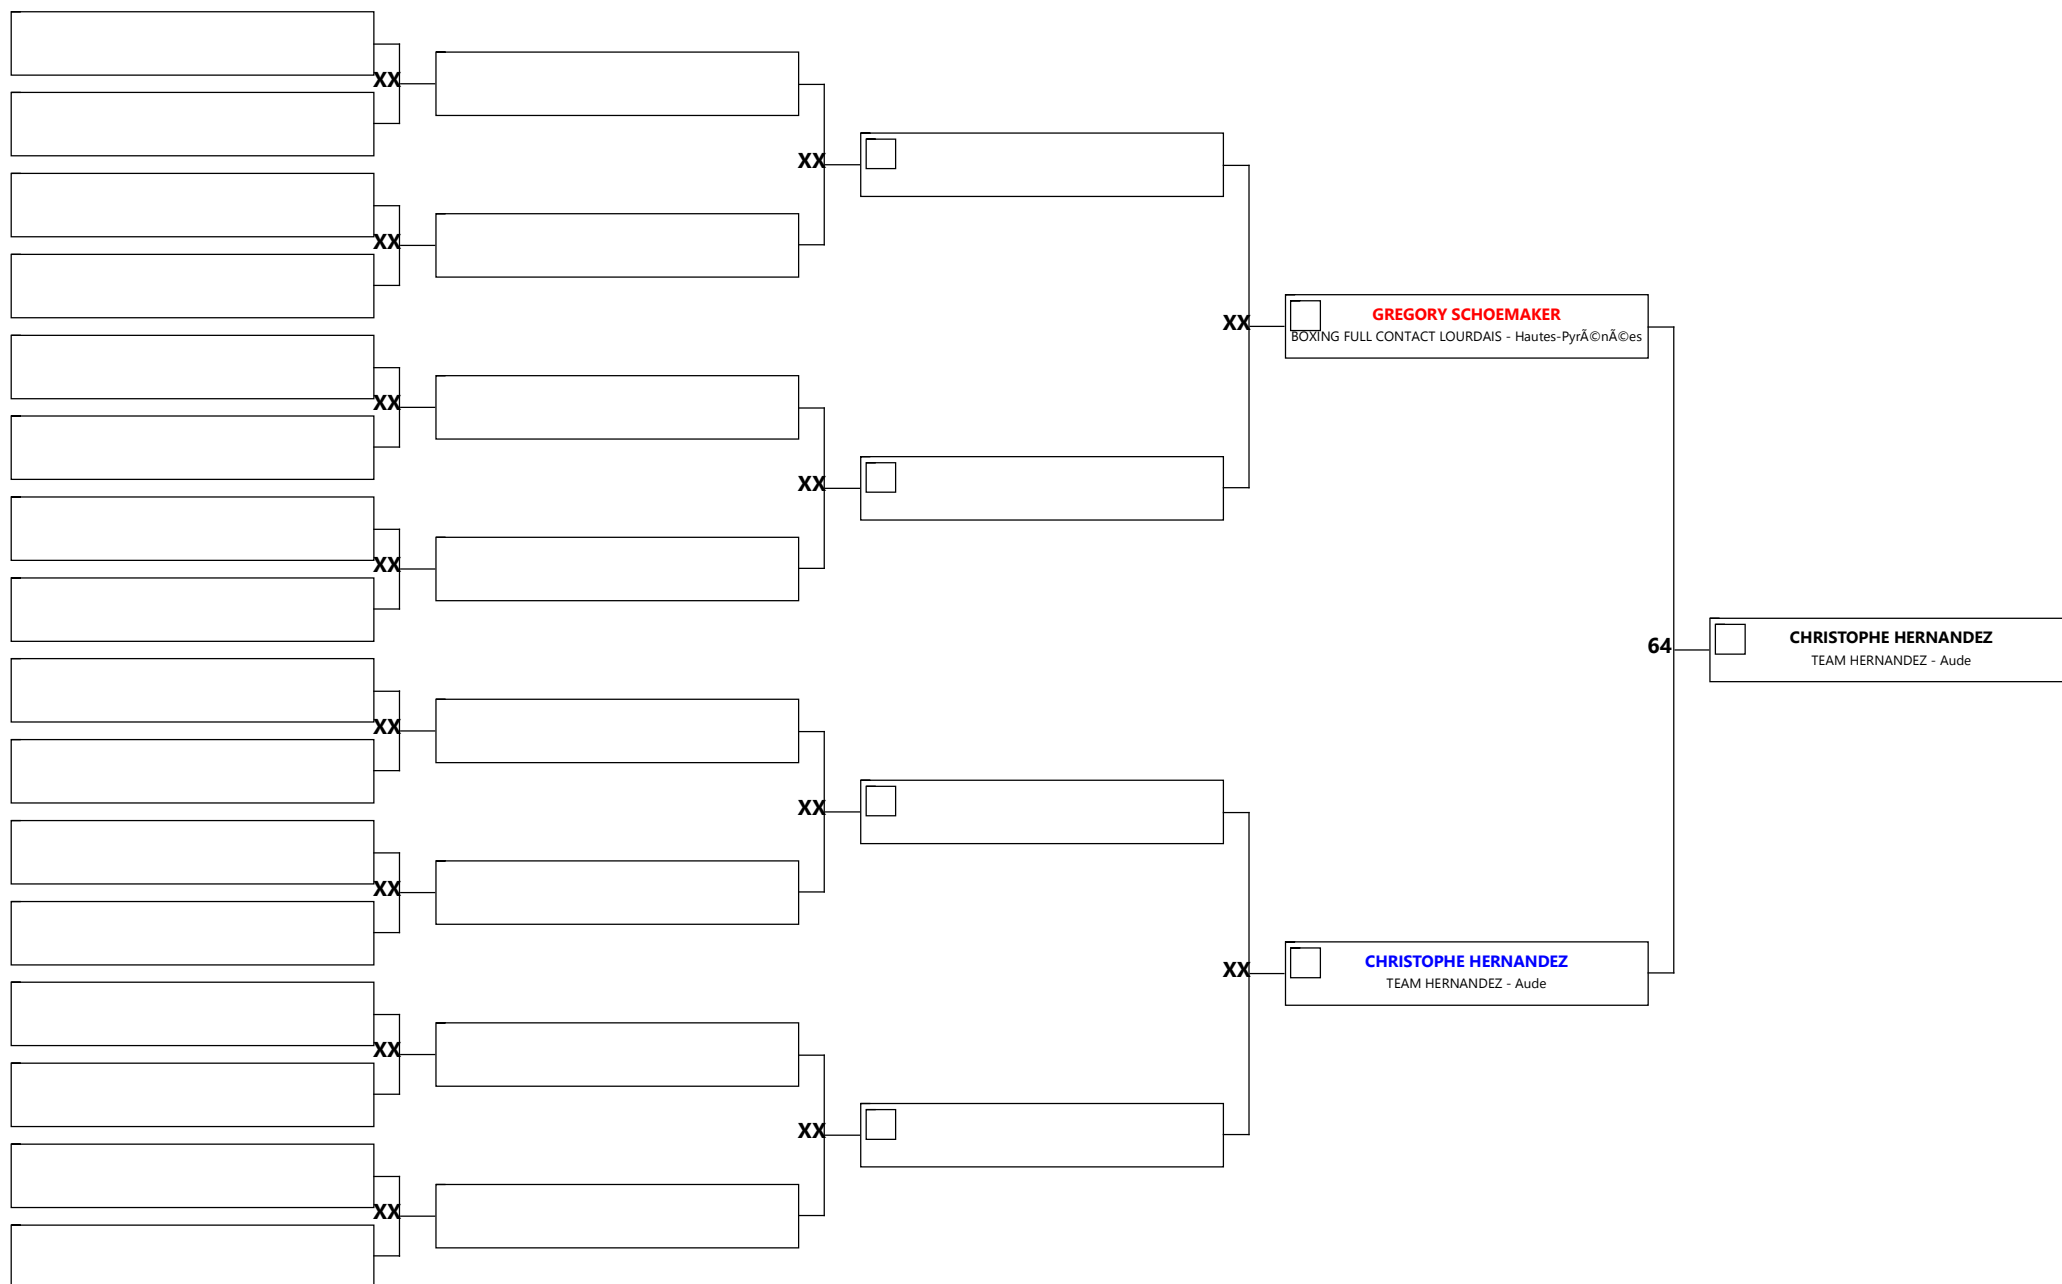 XX
XX
XX
XX
XX
XX
XX
XX
XX
XX
XX
XX
XX
XX
GREGORY SCHOEMAKER
BOXING FULL CONTACT LOURDAIS - Hautes-PyrÃ©nÃ©es
CHRISTOPHE HERNANDEZ
TEAM HERNANDEZ - Aude
64
CHRISTOPHE HERNANDEZ
TEAM HERNANDEZ - Aude